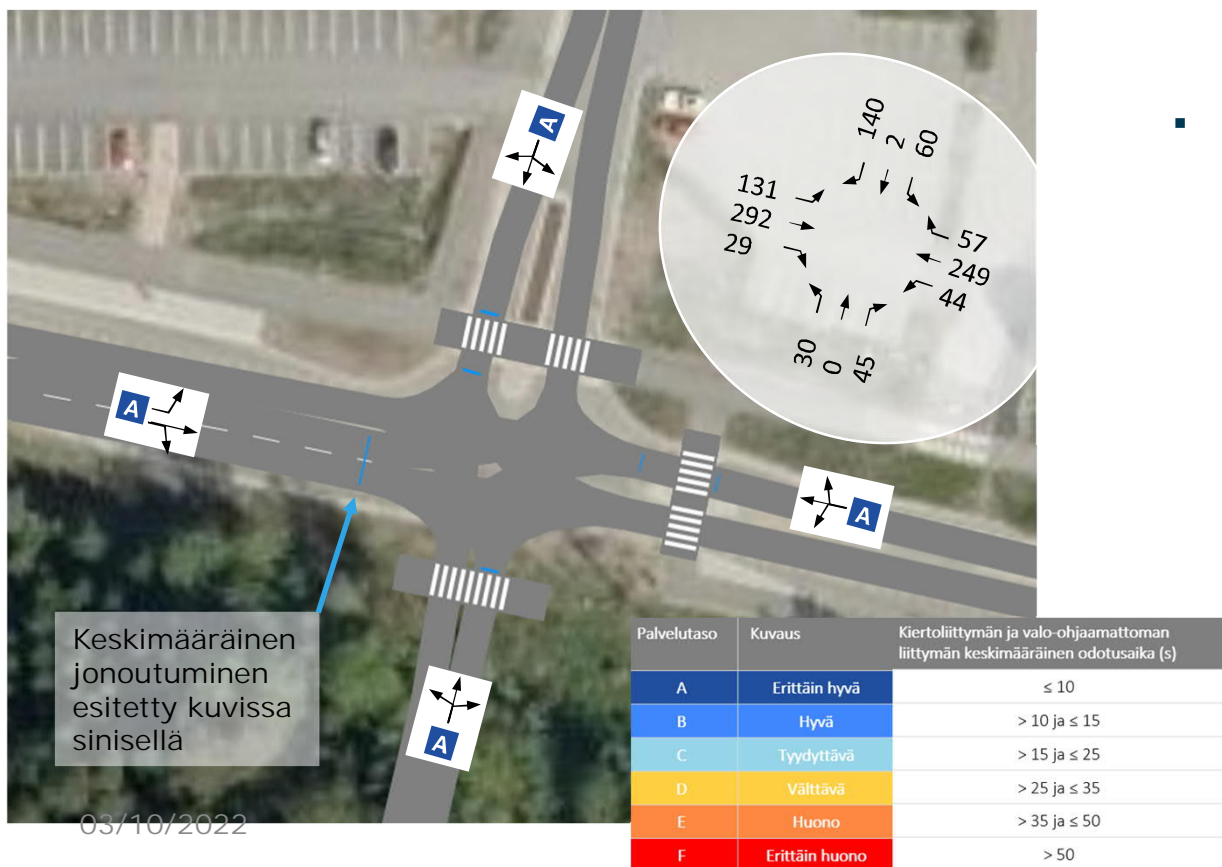 A
140
2
60
131
292
29
57
249
44
30
0
45
A
A
A
Keskimääräinen
jonoutuminen
esitetty kuvissa
sinisellä
03/10/2022
Palvelutaso Kuvaus Kiertoliittymän ja valo-ohjaamattoman
liittymän keskimääräinen odotusaika (s)
A Erittäin hyvä ≤ 10
B Hyvä > 10 ja ≤ 15
C Tyydyttävä > 15 ja ≤ 25
D Välttävä > 25 ja ≤ 35
E Huono > 35 ja ≤ 50
F Erittäin huono > 50